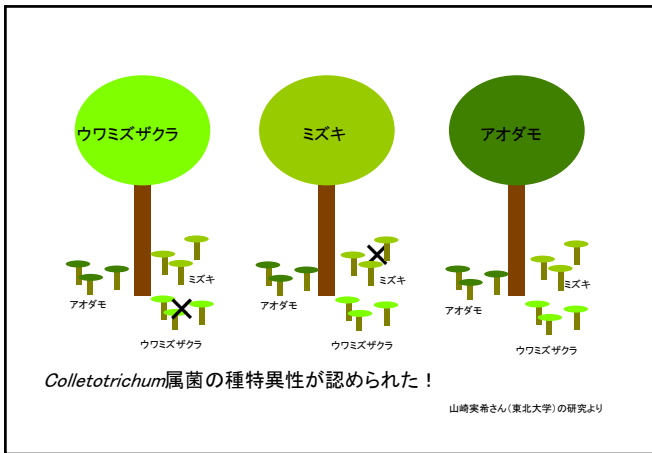 ウワミズザクラ
ミズキ
アオダモ
ミズキ
アオダモ
ウワミズザクラ
ミズキ
アオダモ
ウワミズザクラ
ミズキ
アオダモ
ウワミズザクラ
Colletotrichum属菌の種特異性が認められた！
山崎実希さん（東北大学）の研究より